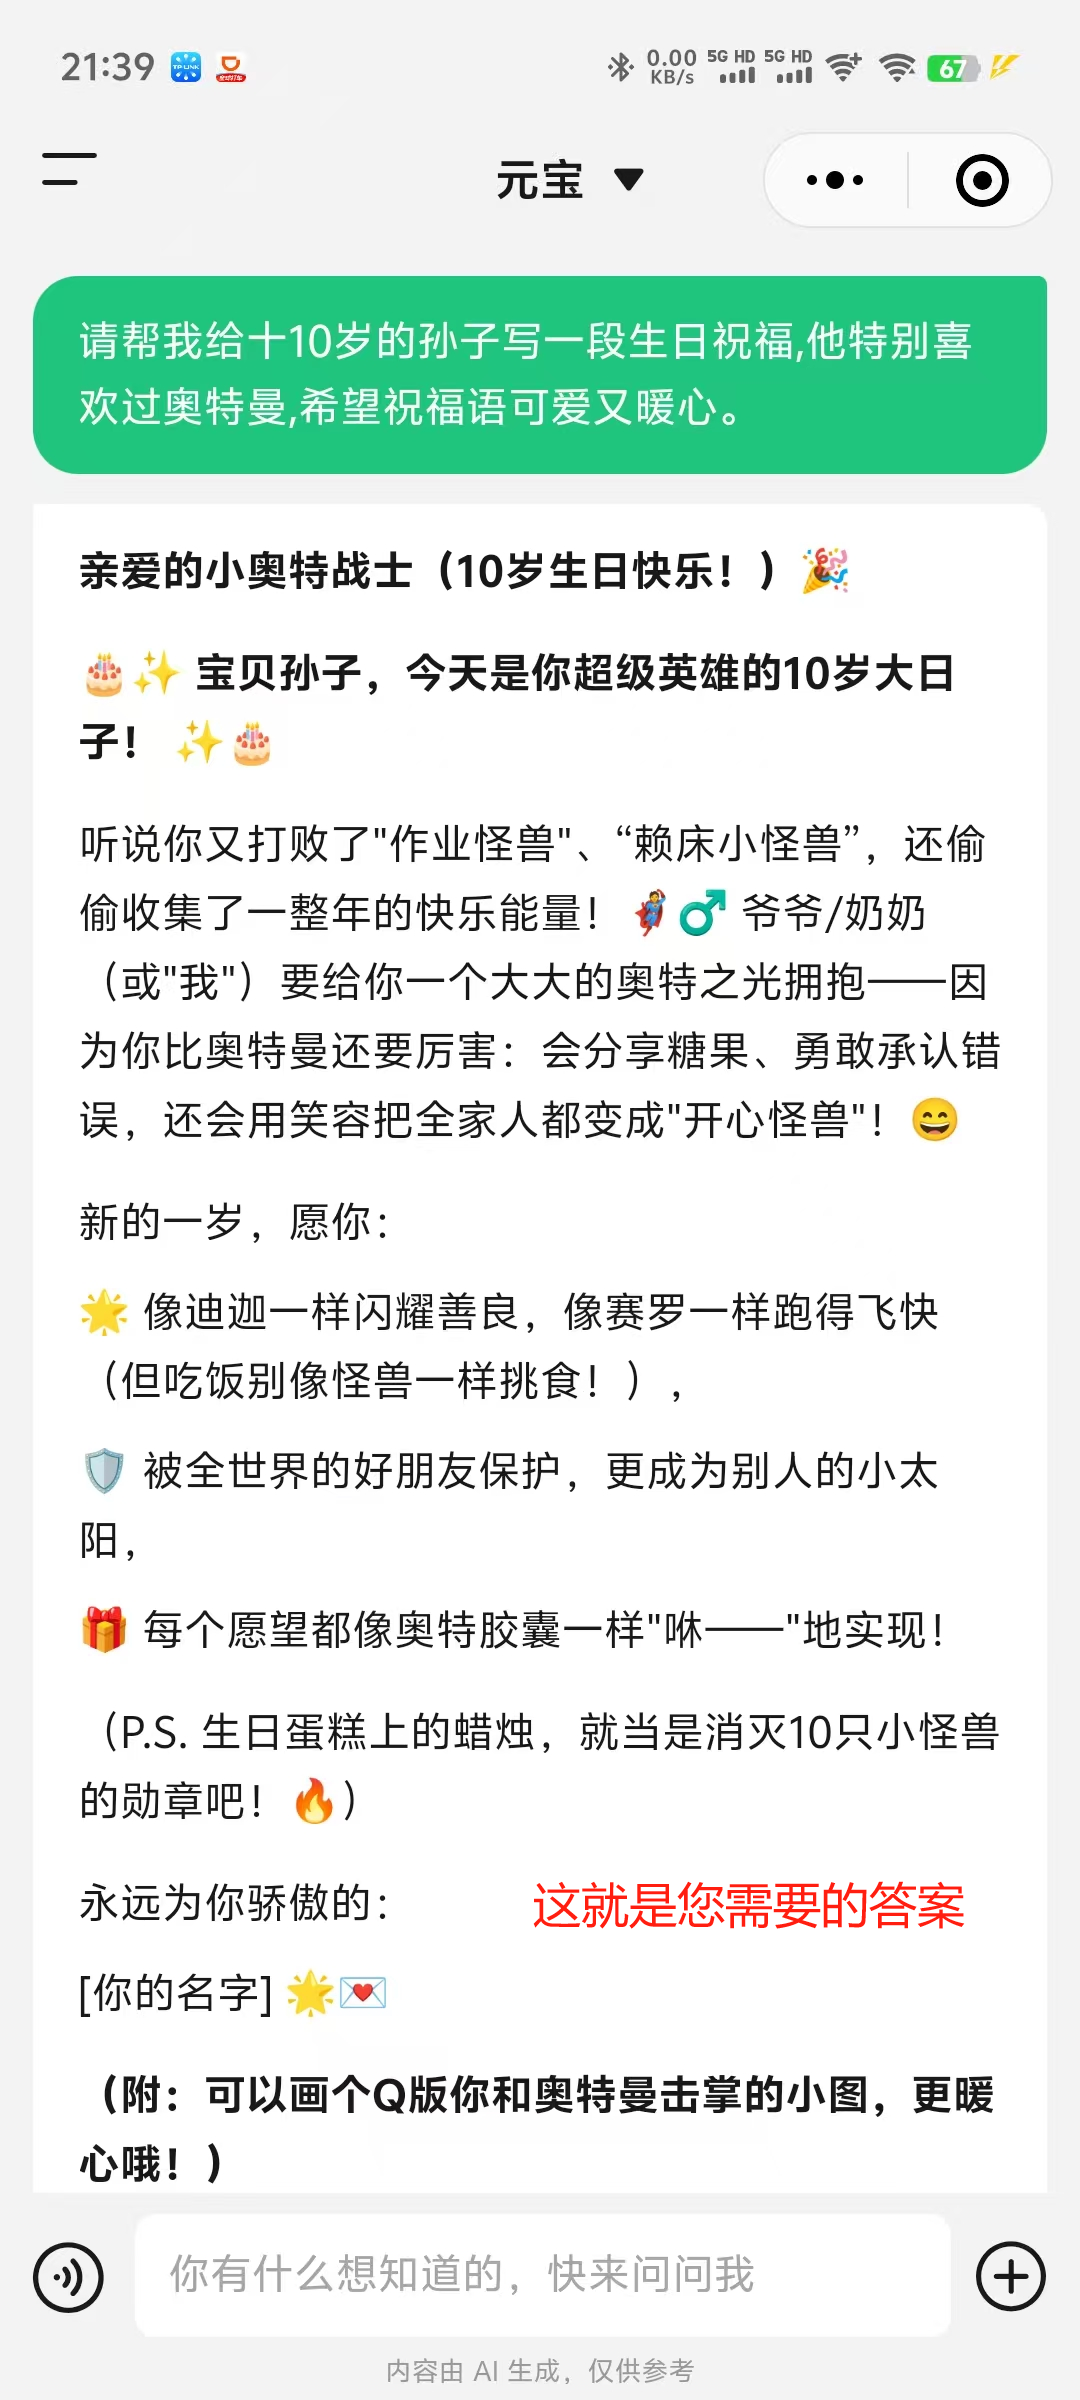 21:39
0.00 KB/s 5G HD 5G HD 67
元宝
请帮我给十10岁的孙子写一段生日祝福,他特别喜
欢过奥特曼,希望祝福语可爱又暖心。
亲爱的小奥特战士（10岁生日快乐！）🎉
🎂✨ 宝贝孙子，今天是你超级英雄的10岁大日
子！ ✨🎂
听说你又打败了"作业怪兽"、“赖床小怪兽”，还偷
偷收集了一整年的快乐能量！🦸♂ 爷爷/奶奶
（或"我"）要给你一个大大的奥特之光拥抱——因
为你比奥特曼还要厉害：会分享糖果、勇敢承认错
误，还会用笑容把全家人都变成"开心怪兽"！😄
新的一岁，愿你：
🌟 像迪迦一样闪耀善良，像赛罗一样跑得飞快
（但吃饭别像怪兽一样挑食！），
🛡️ 被全世界的好朋友保护，更成为别人的小太
阳，
🎁 每个愿望都像奥特胶囊一样"咻——"地实现！
（P.S. 生日蛋糕上的蜡烛，就当是消灭10只小怪兽
的勋章吧！🔥）
永远为你骄傲的：
这就是您需要的答案
[你的名字] 🌟💌
（附：可以画个Q版你和奥特曼击掌的小图，更暖
心哦！）
你有什么想知道的，快来问问我
内容由 AI 生成，仅供参考